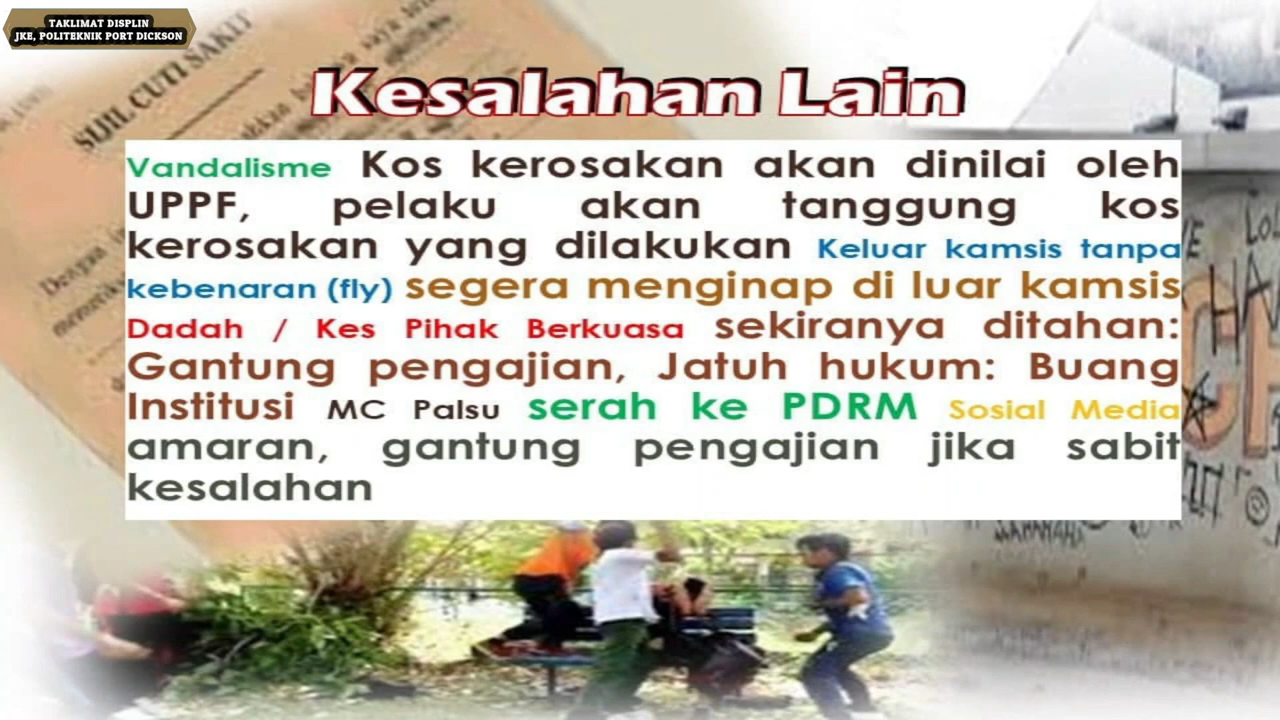 TAKLIMAT DISPLIN
JKE, POLITEKNIK PORT DICKSON
SIJIL CUTI SAKIT
Kesalahan Lain
Vandalisme Kos kerosakan akan dinilai oleh
UPPF, pelaku akan tanggung kos
kerosakan yang dilakukan Keluar kamsis tanpa
kebenaran (fly) segera menginap di luar kamsis
Dadah / Kes Pihak Berkuasa sekiranya ditahan:
Gantung pengajian, Jatuh hukum: Buang
Institusi MC Palsu serah ke PDRM Sosial Media
amaran, gantung pengajian jika sabit
kesalahan